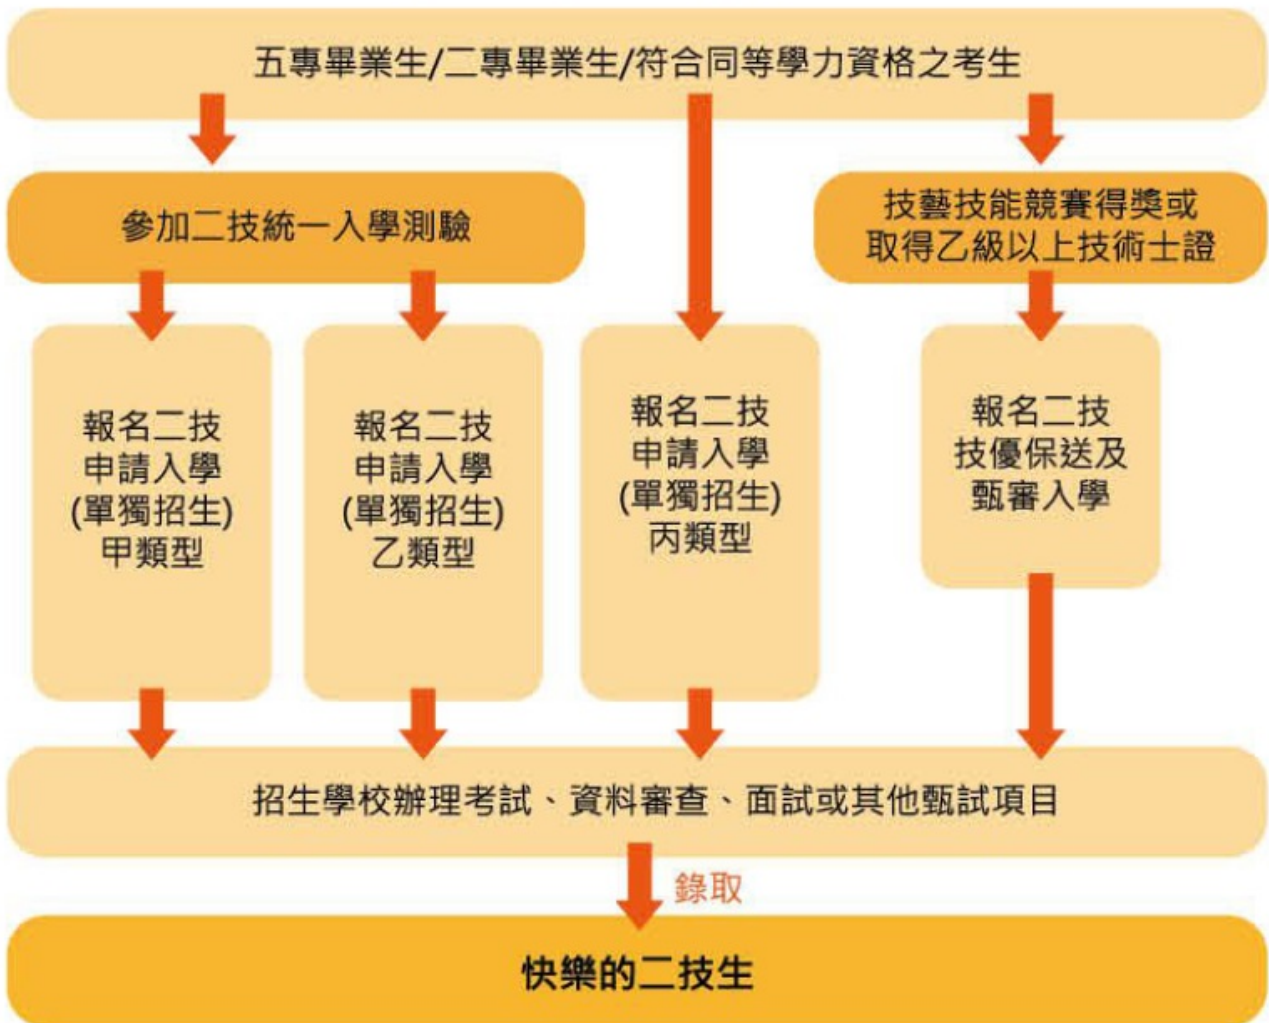 五專畢業生/二專畢業生/符合同等學力資格之考生
參加二技統一入學測驗
技藝技能競賽得獎或
取得乙級以上技術士證
報名二技
申請入學
(單獨招生)
甲類型
報名二技
申請入學
(單獨招生)
乙類型
報名二技
申請入學
(單獨招生)
丙類型
報名二技
技優保送及
甄審入學
招生學校辦理考試、資料審查、面試或其他甄試項目
錄取
快樂的二技生